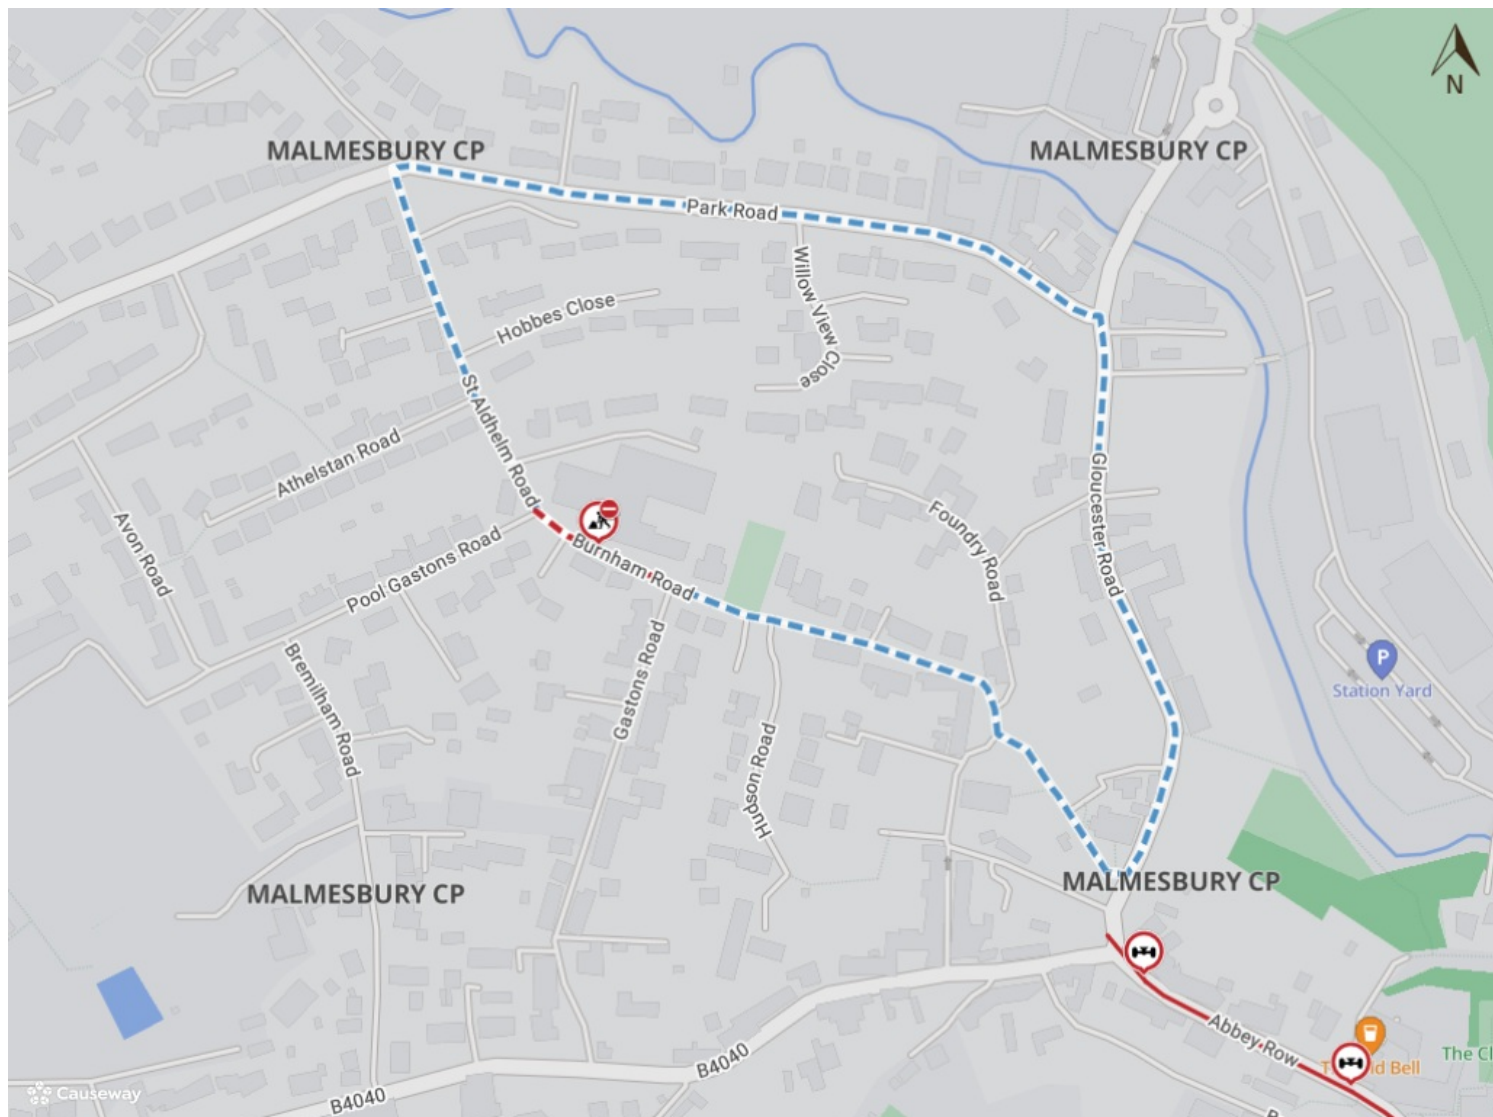 N
MALMESBURY CP
MALMESBURY CP
Park Road
Willow View Close
Hobbes Close
St Aldhelm Road
Athelstan Road
Gloucester Road
Avon Road
Foundry Road
Pool Gastons Road
Burnham Road
Gastons Road
Bremilham Road
P
Station Yard
Hudson Road
MALMESBURY CP
MALMESBURY CP
Abbey Row
B4040
B4040
Causeway